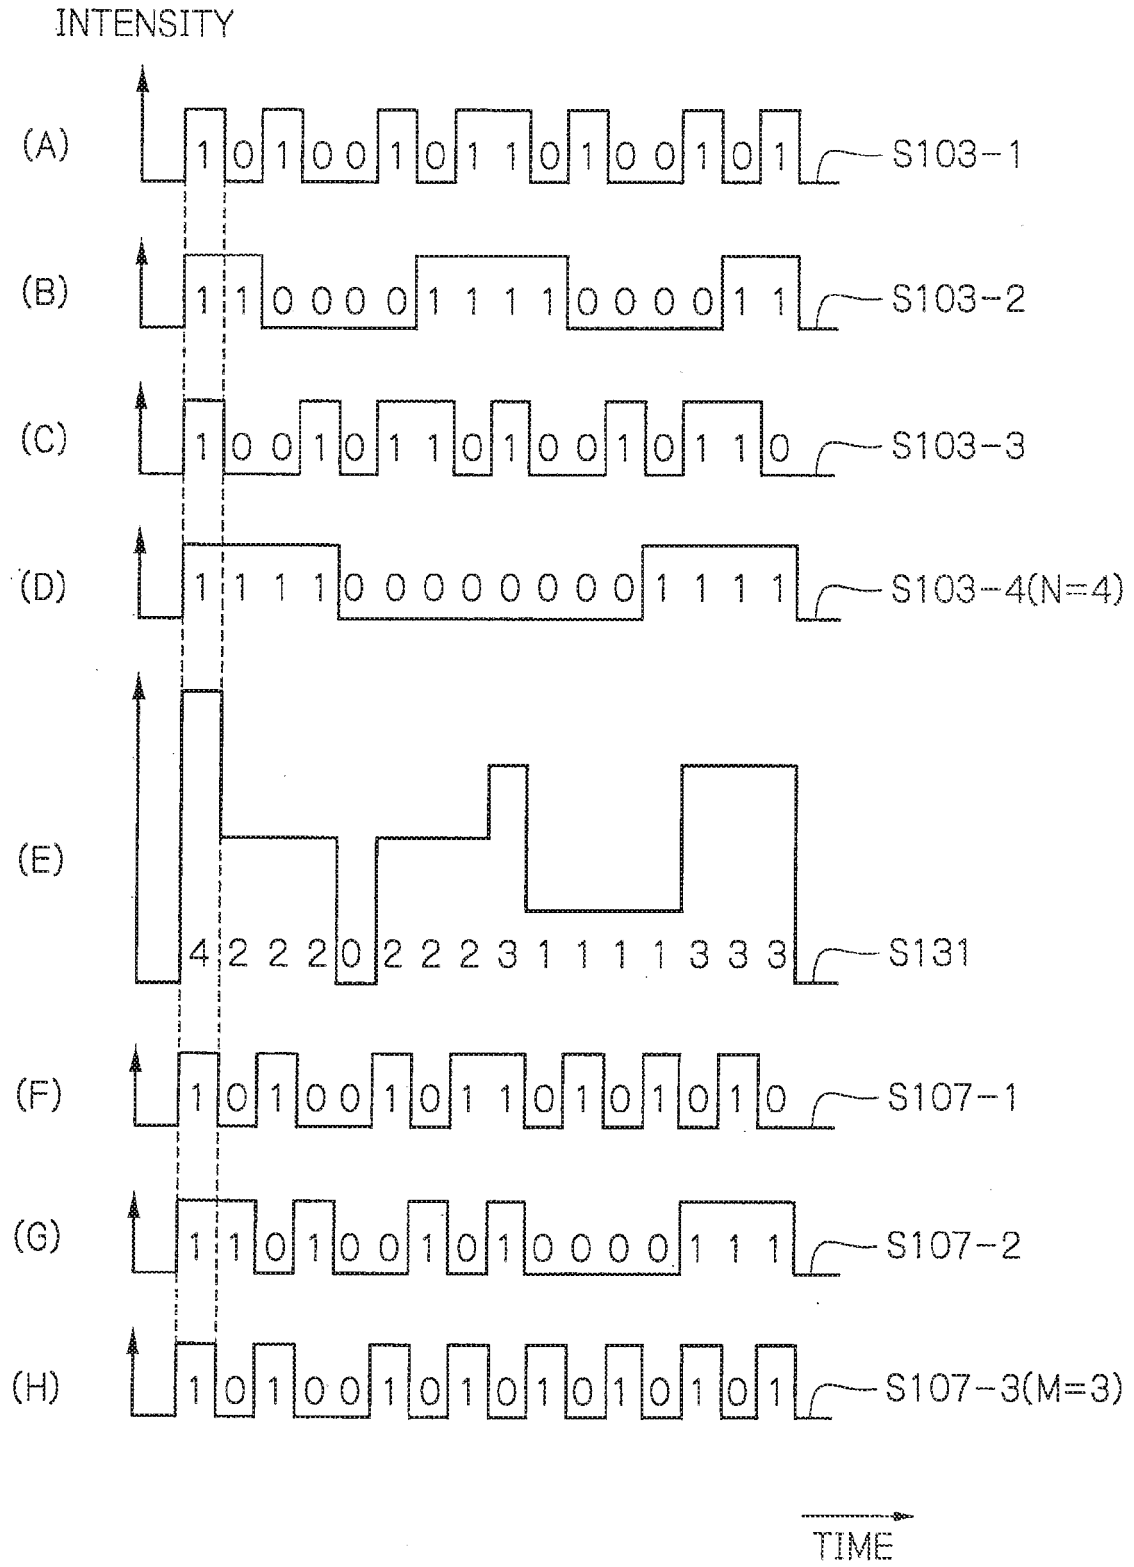 INTENSITY
(A) 1 0 1 0 0 1 0 1 1 0 1 0 0 1 0 1 S103-1
(B) 1 1 0 0 0 0 1 1 1 1 0 0 0 0 1 1 S103-2
(C) 1 0 0 1 0 1 1 0 1 0 0 1 0 1 1 0 S103-3
(D) 1 1 1 1 0 0 0 0 0 0 0 0 1 1 1 1 S103-4(N=4)
(E) 4 2 2 2 0 2 2 2 3 1 1 1 1 3 3 3 S131
(F) 1 0 1 0 0 1 0 1 1 0 1 0 1 0 1 0 S107-1
(G) 1 1 0 1 0 0 1 0 1 0 0 0 0 1 1 1 S107-2
(H) 1 0 1 0 0 1 0 1 0 1 0 1 0 1 0 1 S107-3(M=3)
TIME